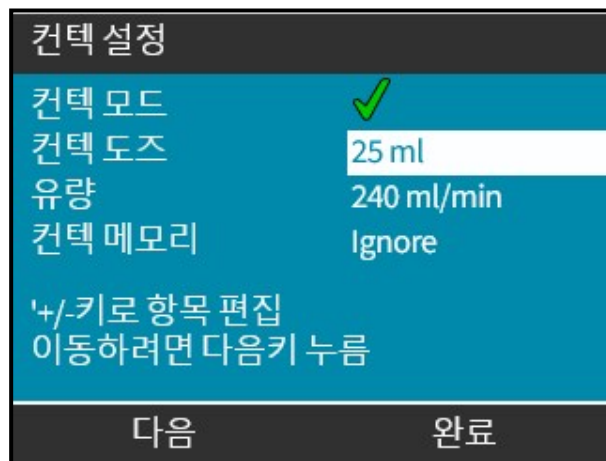 컨텍 설정
컨텍 모드
컨텍 도즈 25 ml
유량 240 ml/min
컨텍 메모리 Ignore
'+/-키로 항목 편집
이동하려면 다음키 누름
다음 완료